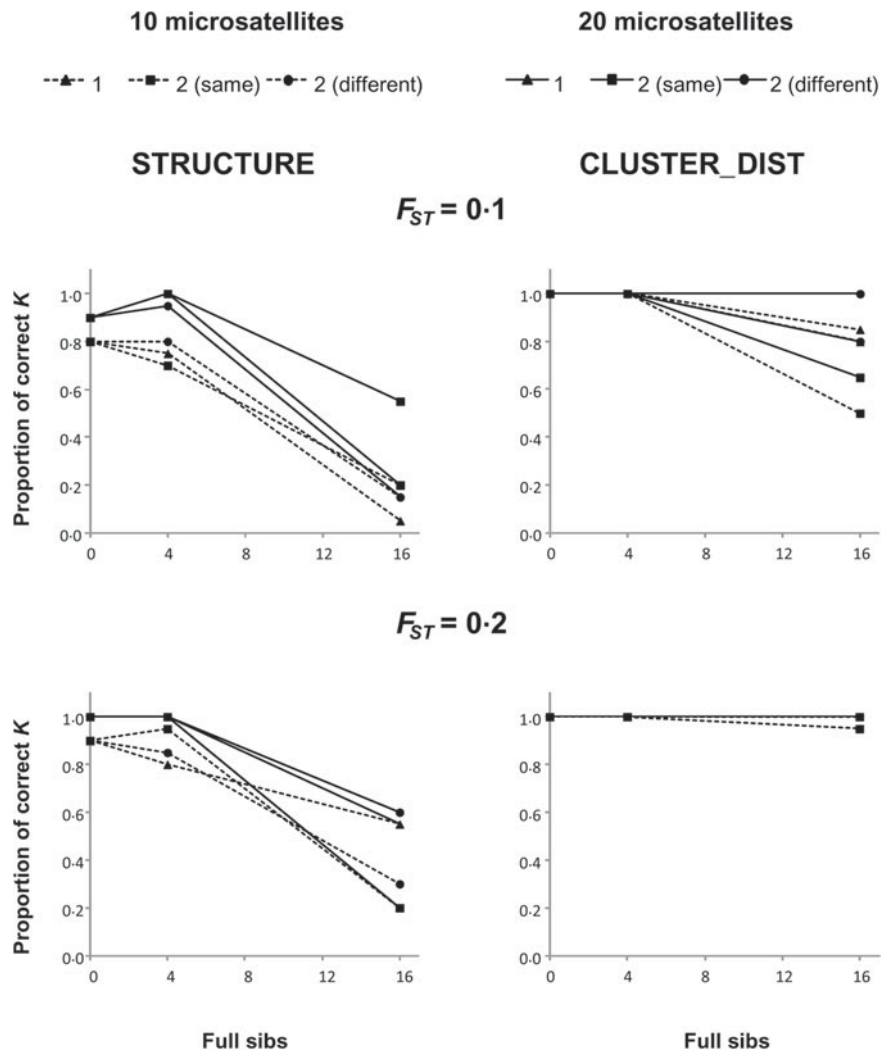 10 microsatellites 20 microsatellites
1 2 (same) 2 (different) 1 2 (same) 2 (different)
STRUCTURE CLUSTER_DIST
F_ST = 0·1
Proportion of correct K
1·0
0·8
0·6
0·4
0·2
0·0
0 4 8 12 16
1·0
0·8
0·6
0·4
0·2
0·0
0 4 8 12 16
F_ST = 0·2
Proportion of correct K
1·0
0·8
0·6
0·4
0·2
0·0
0 4 8 12 16
1·0
0·8
0·6
0·4
0·2
0·0
0 4 8 12 16
Full sibs Full sibs